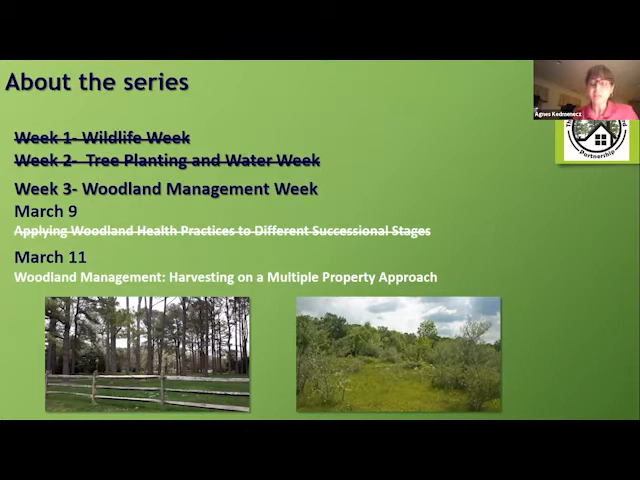 About the series
Week 1- Wildlife Week
Week 2- Tree Planting and Water Week
Week 3- Woodland Management Week
March 9
Applying Woodland Health Practices to Different Successional Stages
March 11
Woodland Management: Harvesting on a Multiple Property Approach
Agnes Kedmenecz
Partnership